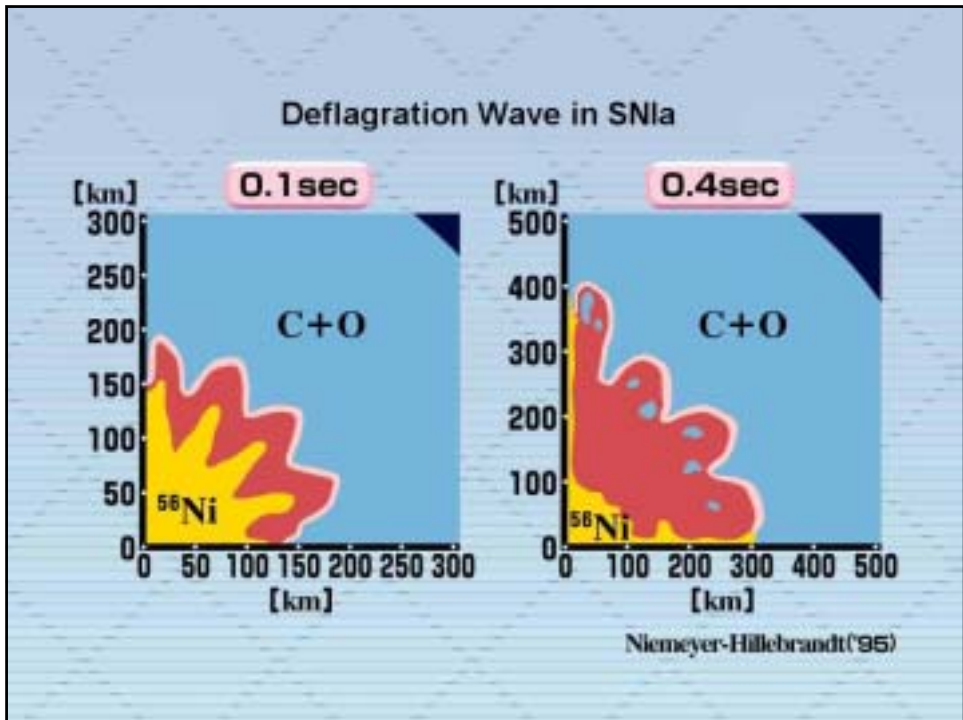 Deflagration Wave in SNIa
0.1sec
[km]
300
250
200
150
100
50
0
C+O
⁵⁶Ni
0 50 100 150 200 250 300
[km]
0.4sec
[km]
500
400
300
200
100
0
C+O
⁵⁶Ni
0 100 200 300 400 500
[km]
Niemeyer-Hillebrandt('95)